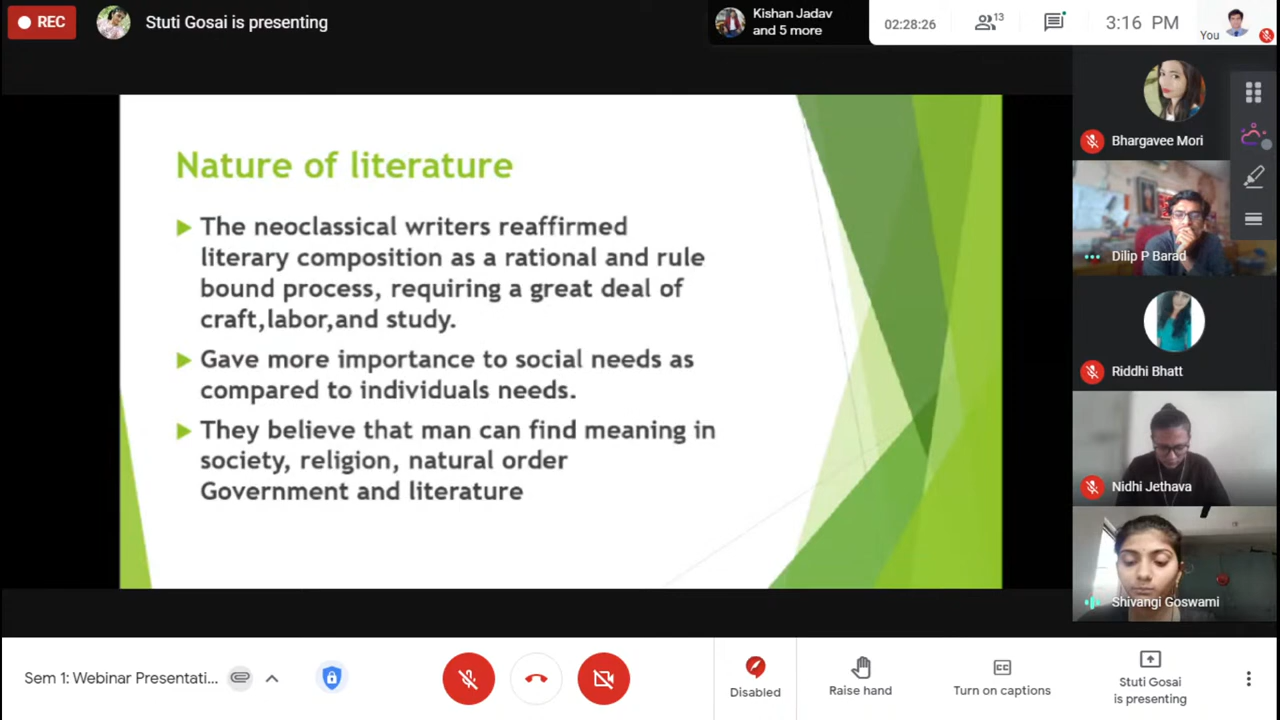 REC
Stuti Gosai is presenting
Kishan Jadav
and 5 more
02:28:26
13
3:16 PM
You
Nature of literature
The neoclassical writers reaffirmed
literary composition as a rational and rule
bound process, requiring a great deal of
craft,labor,and study.
Gave more importance to social needs as
compared to individuals needs.
They believe that man can find meaning in
society, religion, natural order
Government and literature
Bhargavee Mori
Dilip P Barad
Riddhi Bhatt
Nidhi Jethava
Shivangi Goswami
Sem 1: Webinar Presentati...
Disabled
Raise hand
CC
Turn on captions
Stuti Gosai
is presenting